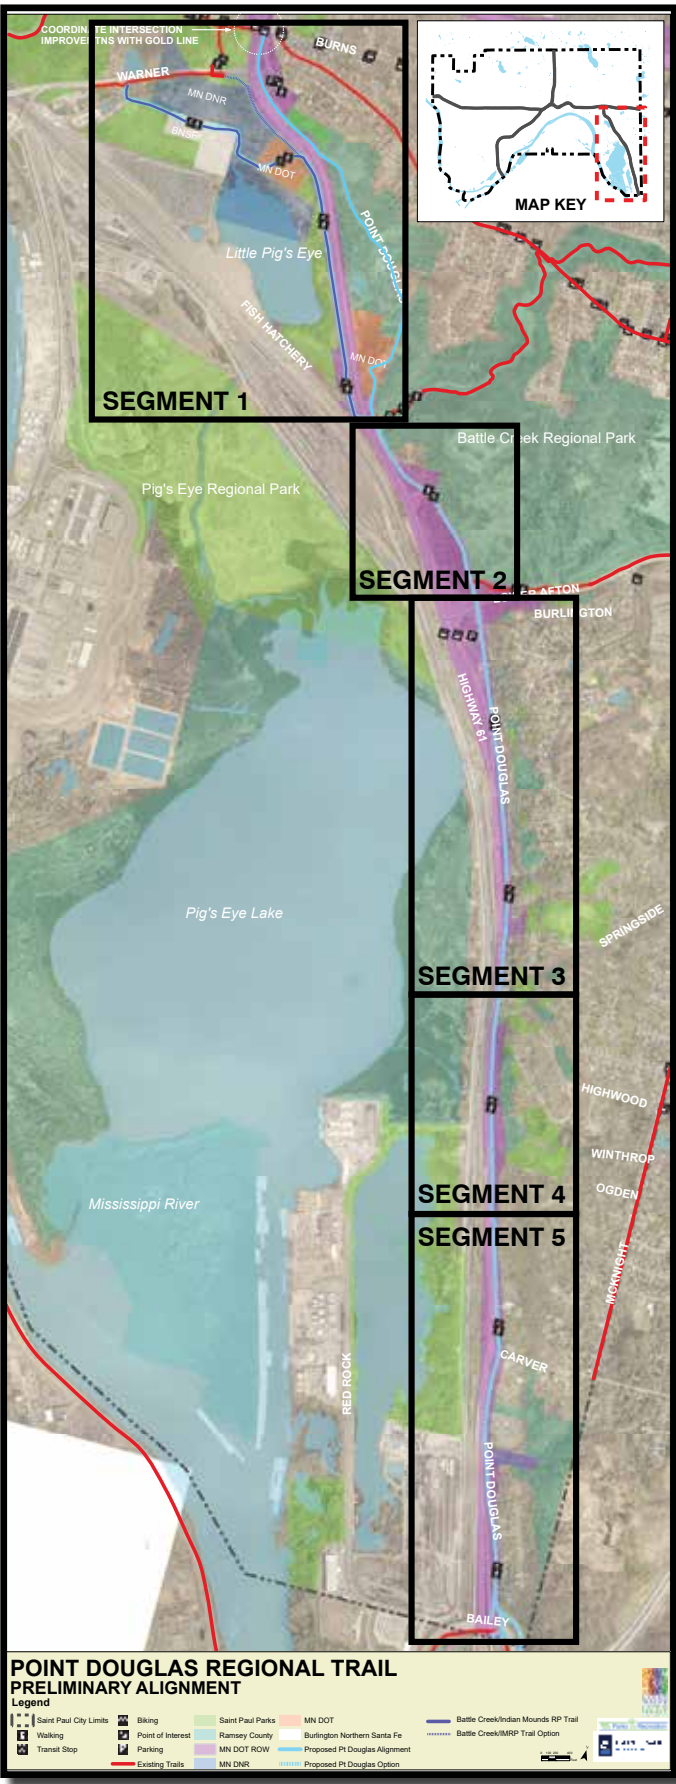 COORDINATE INTERSECTION
IMPROVEMTNS WITH GOLD LINE
BURNS
WARNER
MN DNR
BNSF
MN DOT
Little Pig's Eye
POINT DOUGLAS
FISH HATCHERY
MN DOT
SEGMENT 1
MAP KEY
Battle Creek Regional Park
Pig's Eye Regional Park
SEGMENT 2
LOWER AFTON
BURLINGTON
HIGHWAY 61
POINT DOUGLAS
Pig's Eye Lake
SPRINGSIDE
SEGMENT 3
HIGHWOOD
WINTHROP
OGDEN
SEGMENT 4
Mississippi River
SEGMENT 5
MCKNIGHT
RED ROCK
CARVER
POINT DOUGLAS
BAILEY
POINT DOUGLAS REGIONAL TRAIL
PRELIMINARY ALIGNMENT
Legend
Saint Paul City Limits
Walking
Transit Stop
Biking
Point of Interest
Parking
Existing Trails
Saint Paul Parks
Ramsey County
MN DOT ROW
MN DNR
MN DOT
Burlington Northern Santa Fe
Proposed Pt Douglas Alignment
Proposed Pt Douglas Option
Battle Creek/Indian Mounds RP Trail
Battle Creek/IMRP Trail Option